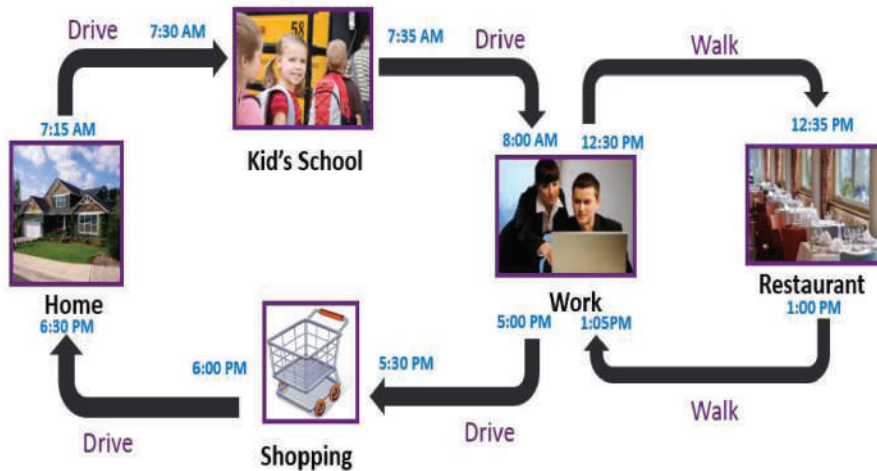 Drive
7:30 AM
58
7:35 AM
Drive
Walk
7:15 AM
8:00 AM
12:30 PM
12:35 PM
Kid's School
Home
Work
Restaurant
6:30 PM
5:00 PM
1:05PM
1:00 PM
6:00 PM
5:30 PM
Drive
Shopping
Drive
Walk